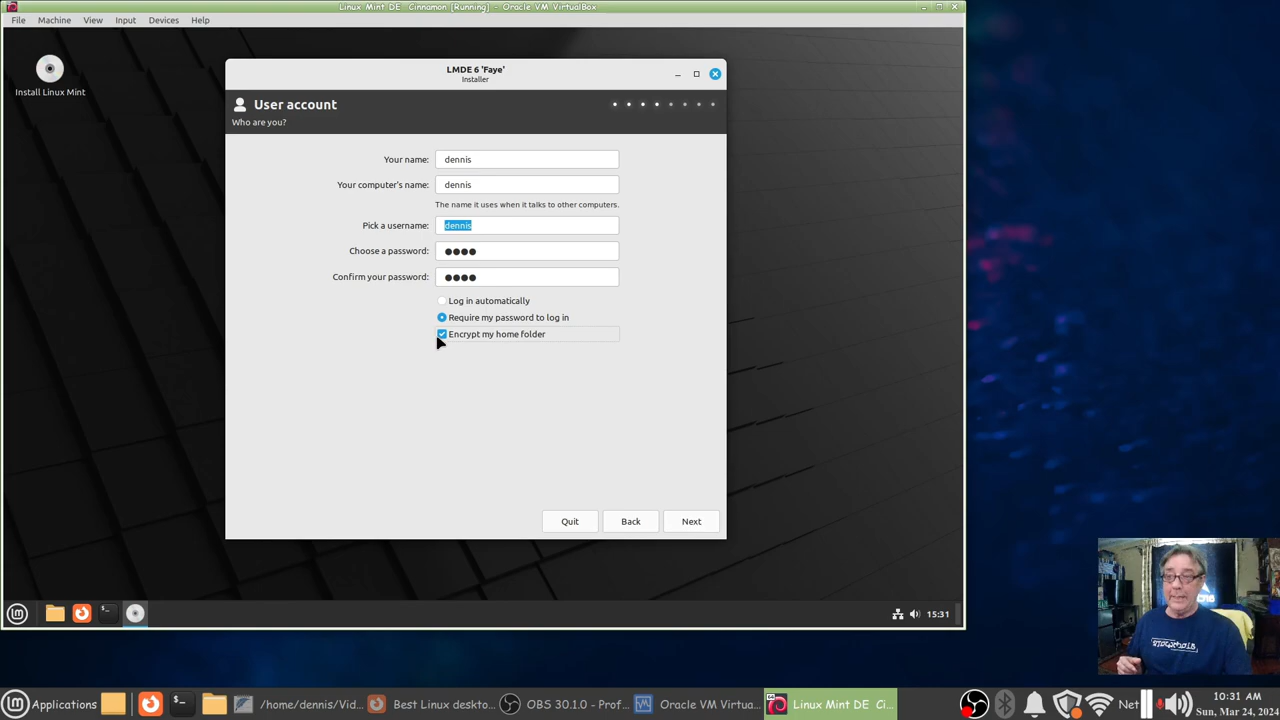 Linux Mint DE  Cinnamon [Running] - Oracle VM VirtualBox
File Machine View Input Devices Help
Install Linux Mint
LMDE 6 'Faye'
Installer
User account
Who are you?
Your name: dennis
Your computer's name: dennis
The name it uses when it talks to other computers.
Pick a username: dennis
Choose a password: ●●●●
Confirm your password: ●●●●
Log in automatically
Require my password to log in
Encrypt my home folder
Quit Back Next
15:31
Applications /home/dennis/Vid... Best Linux deskto... OBS 30.1.0 - Prof... Oracle VM Virtua... Linux Mint DE  Ci... Net 10:31 AM
Sun, Mar 24, 2024